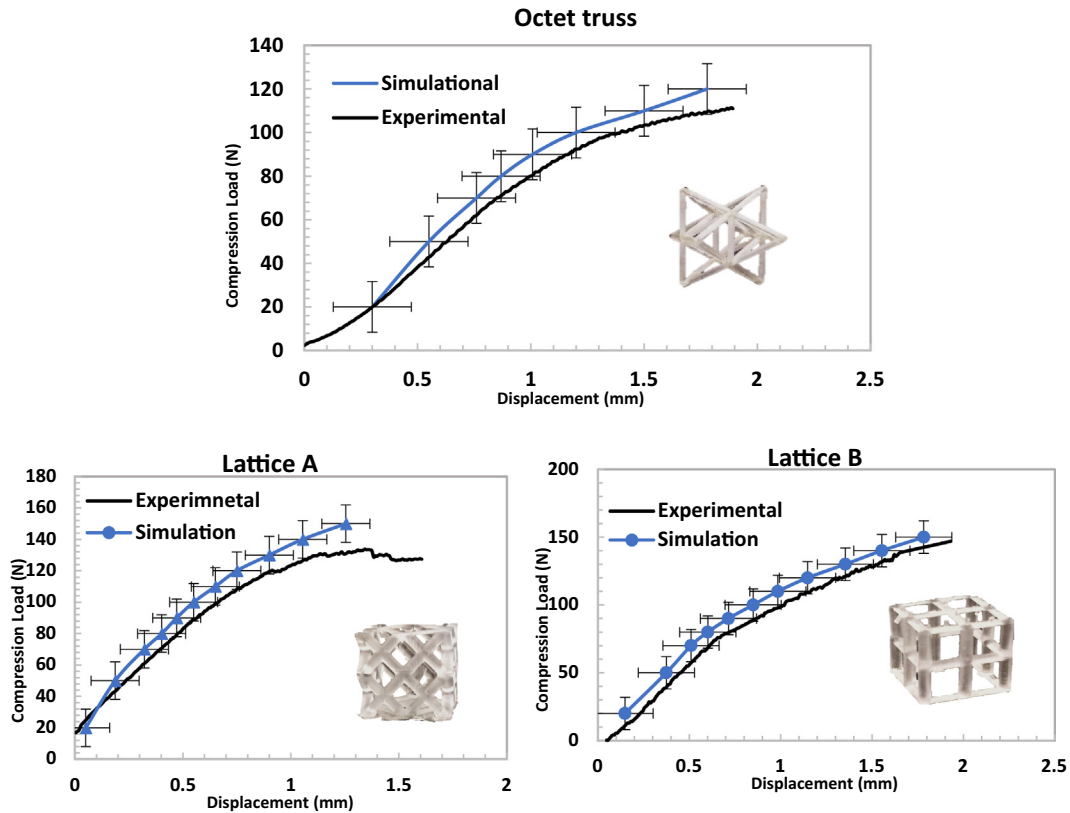 Octet truss
140
120
100
80
60
40
20
0
Compression Load (N)
Simulational
Experimental
0 0.5 1 1.5 2 2.5
Displacement (mm)
Lattice A
180
160
140
120
100
80
60
40
20
0
Compression Load (N)
Experimnetal
Simulation
0 0.5 1 1.5 2
Displacement (mm)
Lattice B
200
150
100
50
0
Compression Load (N)
Experimental
Simulation
0 0.5 1 1.5 2 2.5
Displacement (mm)